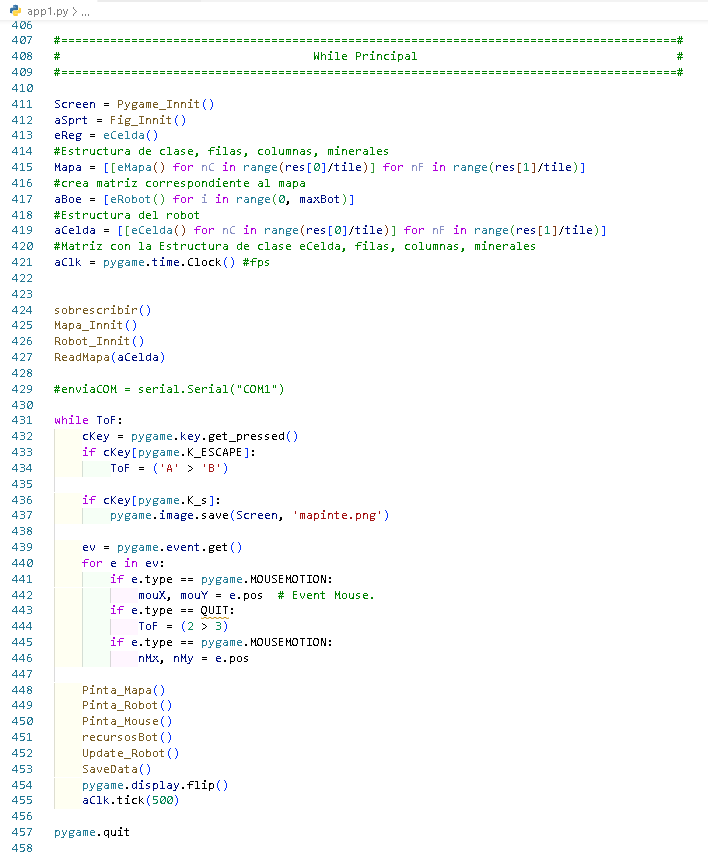 app1.py > ...
406
407 #========================================================================================#
408 #                                    While Principal                                     #
409 #========================================================================================#
410
411 Screen = Pygame_Innit()
412 aSprt = Fig_Innit()
413 eReg = eCelda()
414 #Estructura de clase, filas, columnas, minerales
415 Mapa = [[eMapa() for nC in range(res[0]/tile)] for nF in range(res[1]/tile)]
416 #crea matriz correspondiente al mapa
417 aBoe = [eRobot() for i in range(0, maxBot)]
418 #Estructura del robot
419 aCelda = [[eCelda() for nC in range(res[0]/tile)] for nF in range(res[1]/tile)]
420 #Matriz con la Estructura de clase eCelda, filas, columnas, minerales
421 aClk = pygame.time.Clock() #fps
422
423
424 sobrescribir()
425 Mapa_Innit()
426 Robot_Innit()
427 ReadMapa(aCelda)
428
429 #enviaCOM = serial.Serial("COM1")
430
431 while ToF:
432     cKey = pygame.key.get_pressed()
433     if cKey[pygame.K_ESCAPE]:
434         ToF = ('A' > 'B')
435
436     if cKey[pygame.K_s]:
437         pygame.image.save(Screen, 'mapinte.png')
438
439     ev = pygame.event.get()
440     for e in ev:
441         if e.type == pygame.MOUSEMOTION:
442             mouX, mouY = e.pos  # Event Mouse.
443         if e.type == QUIT:
444             ToF = (2 > 3)
445         if e.type == pygame.MOUSEMOTION:
446             nMx, nMy = e.pos
447
448     Pinta_Mapa()
449     Pinta_Robot()
450     Pinta_Mouse()
451     recursosBot()
452     Update_Robot()
453     SaveData()
454     pygame.display.flip()
455     aClk.tick(500)
456
457 pygame.quit
458